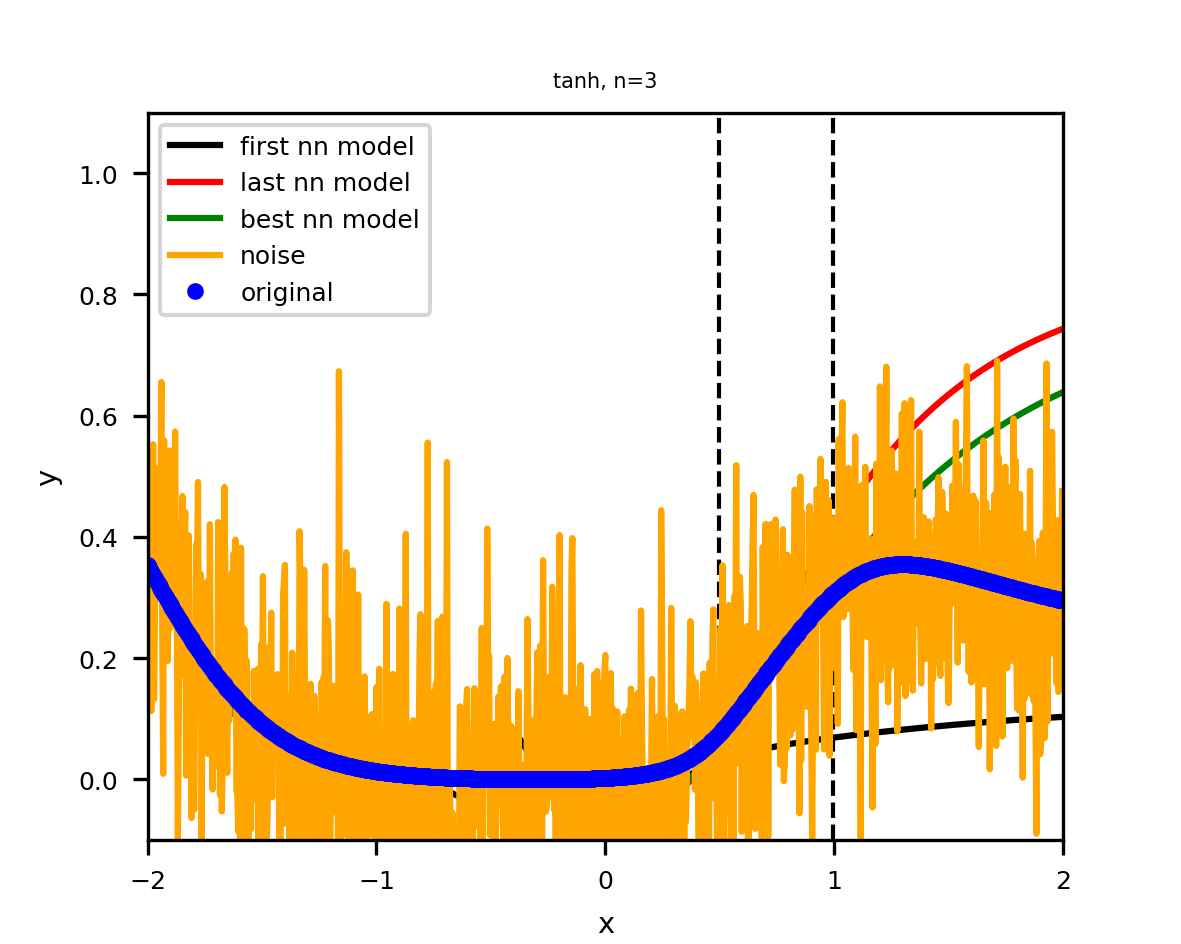 tanh, n=3
first nn model
last nn model
best nn model
noise
original
1.0
0.8
0.6
0.4
0.2
0.0
y
−2
−1
0
1
2
x